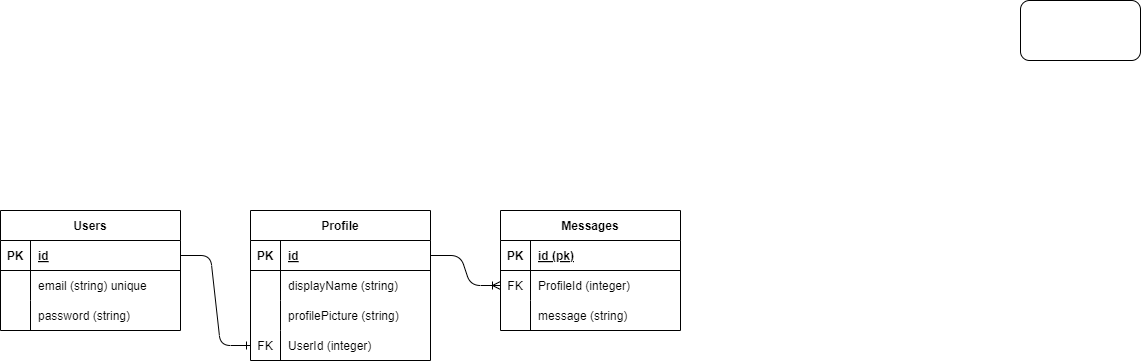 Users
PK id
email (string) unique
password (string)
Profile
PK id
displayName (string)
profilePicture (string)
FK UserId (integer)
Messages
PK id (pk)
FK ProfileId (integer)
message (string)